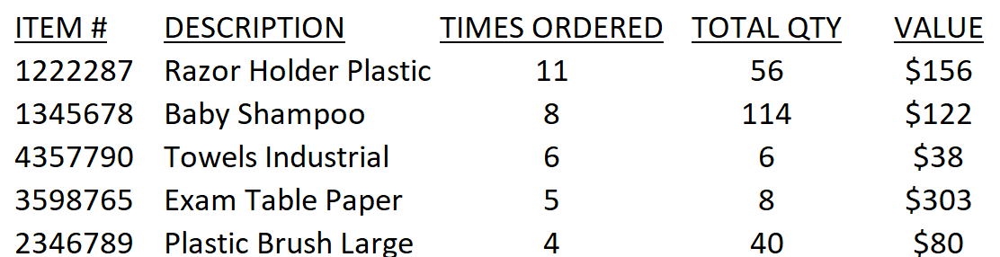 ITEM # DESCRIPTION TIMES ORDERED TOTAL QTY VALUE
1222287 Razor Holder Plastic 11 56 $156
1345678 Baby Shampoo 8 114 $122
4357790 Towels Industrial 6 6 $38
3598765 Exam Table Paper 5 8 $303
2346789 Plastic Brush Large 4 40 $80